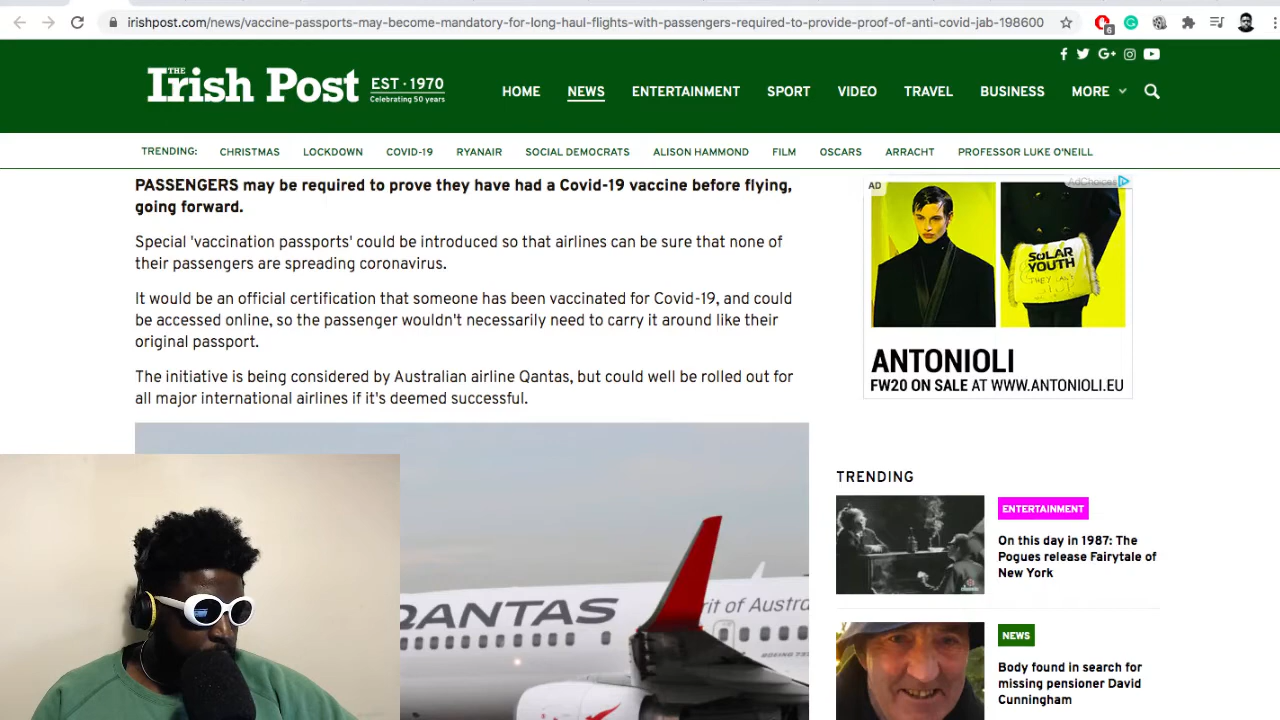 irishpost.com/news/vaccine-passports-may-become-mandatory-for-long-haul-flights-with-passengers-required-to-provide-proof-of-anti-covid-jab-198600
6
THE
Irish Post
EST · 1970
Celebrating 50 years
HOME NEWS ENTERTAINMENT SPORT VIDEO TRAVEL BUSINESS MORE
TRENDING: CHRISTMAS LOCKDOWN COVID-19 RYANAIR SOCIAL DEMOCRATS ALISON HAMMOND FILM OSCARS ARRACHT PROFESSOR LUKE O'NEILL
PASSENGERS may be required to prove they have had a Covid-19 vaccine before flying,
going forward.
Special 'vaccination passports' could be introduced so that airlines can be sure that none of
their passengers are spreading coronavirus.
It would be an official certification that someone has been vaccinated for Covid-19, and could
be accessed online, so the passenger wouldn't necessarily need to carry it around like their
original passport.
The initiative is being considered by Australian airline Qantas, but could well be rolled out for
all major international airlines if it's deemed successful.
QANTAS
rit of Austra
AD
AdChoices
SOLAR
YOUTH
ANTONIOLI
FW20 ON SALE AT WWW.ANTONIOLI.EU
TRENDING
ENTERTAINMENT
On this day in 1987: The
Pogues release Fairytale of
New York
NEWS
Body found in search for
missing pensioner David
Cunningham